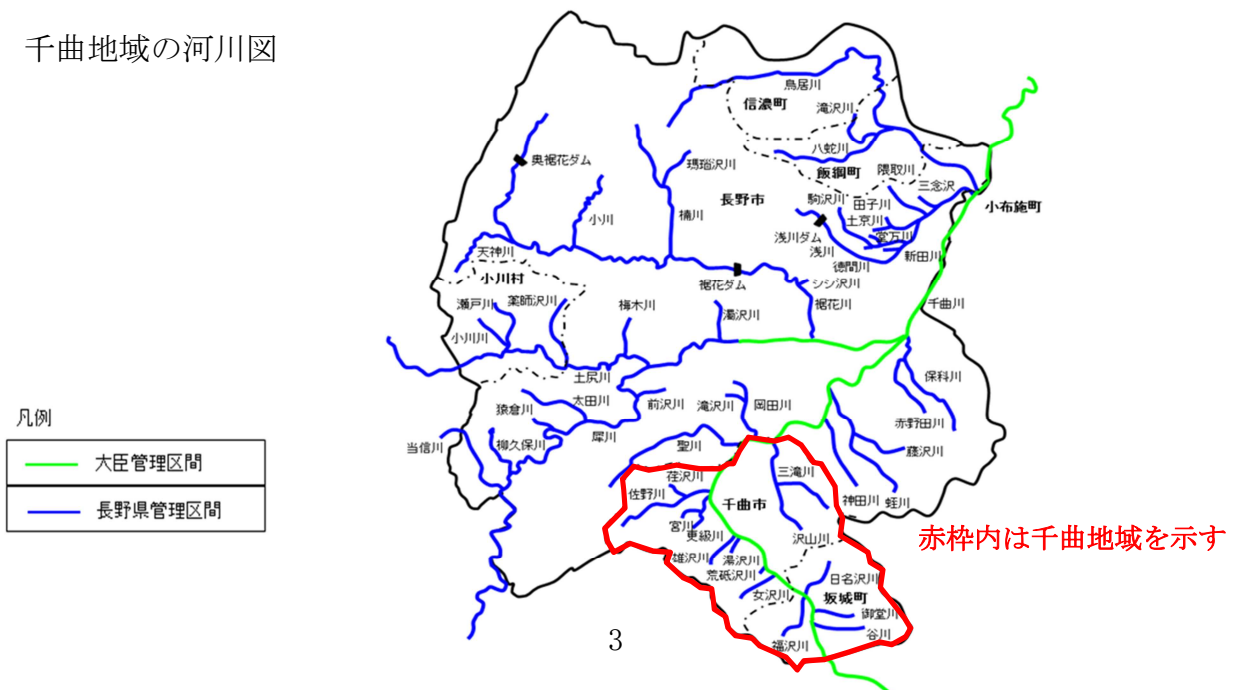 千曲地域の河川図
鳥居川
信濃町
滝沢川
八蛇川
奥裾花ダム
瑪瑙沢川
飯綱町
隈取川
三念沢
長野市
駒沢川
田子川
小布施町
小川
楠川
土京川
浅川ダム
堂万川
浅川
新田川
徳間川
天神川
小川村
裾花ダム
シシ沢川
瀬戸川
薬師沢川
梅木川
濁沢川
裾花川
千曲川
小川川
土尻川
保科川
太田川
前沢川
滝沢川
岡田川
猿倉川
赤野田川
凡例
犀川
当信川
柳久保川
聖川
藤沢川
大臣管理区間
三滝川
荏沢川
佐野川
神田川
蛭川
千曲市
長野県管理区間
宮川
更級川
沢山川
赤枠内は千曲地域を示す
雄沢川
湯沢川
荒砥沢川
日名沢川
女沢川
坂城町
御堂川
谷川
福沢川
3